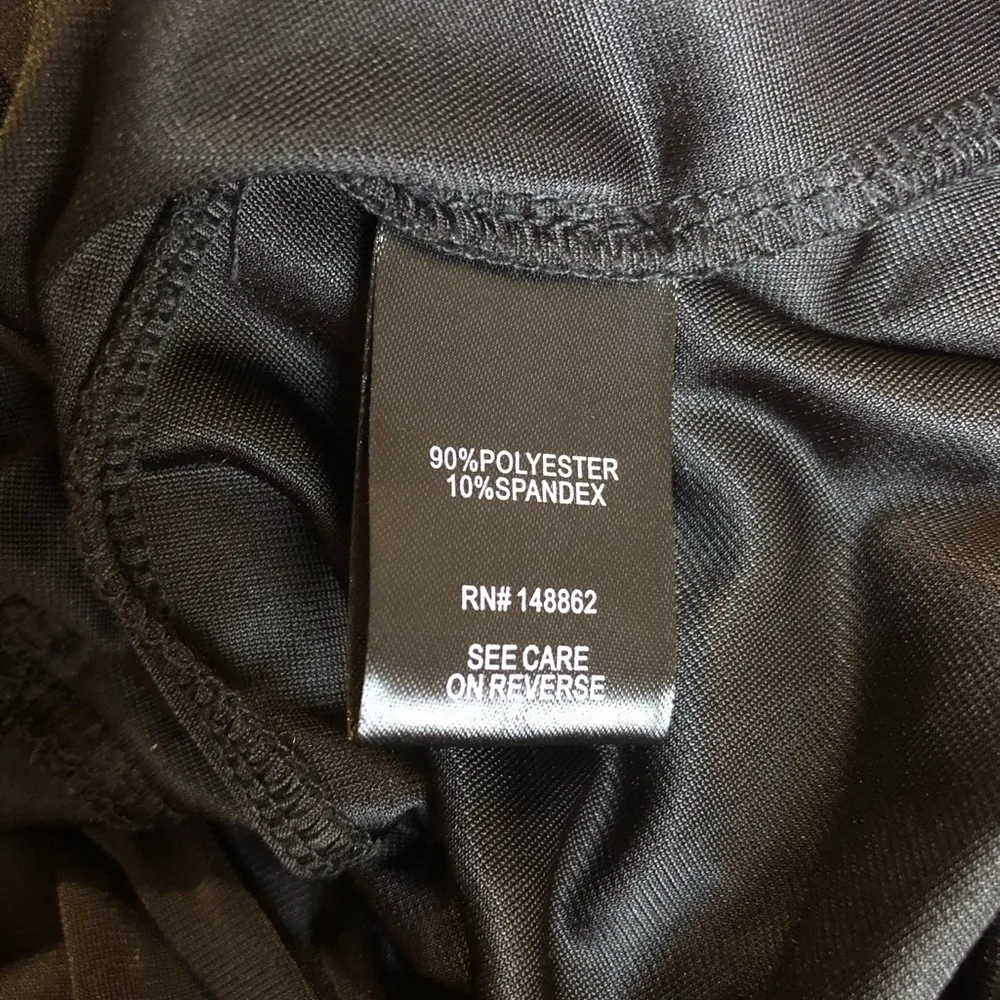 90%POLYESTER
10%SPANDEX
RN# 148862
SEE CARE
ON REVERSE